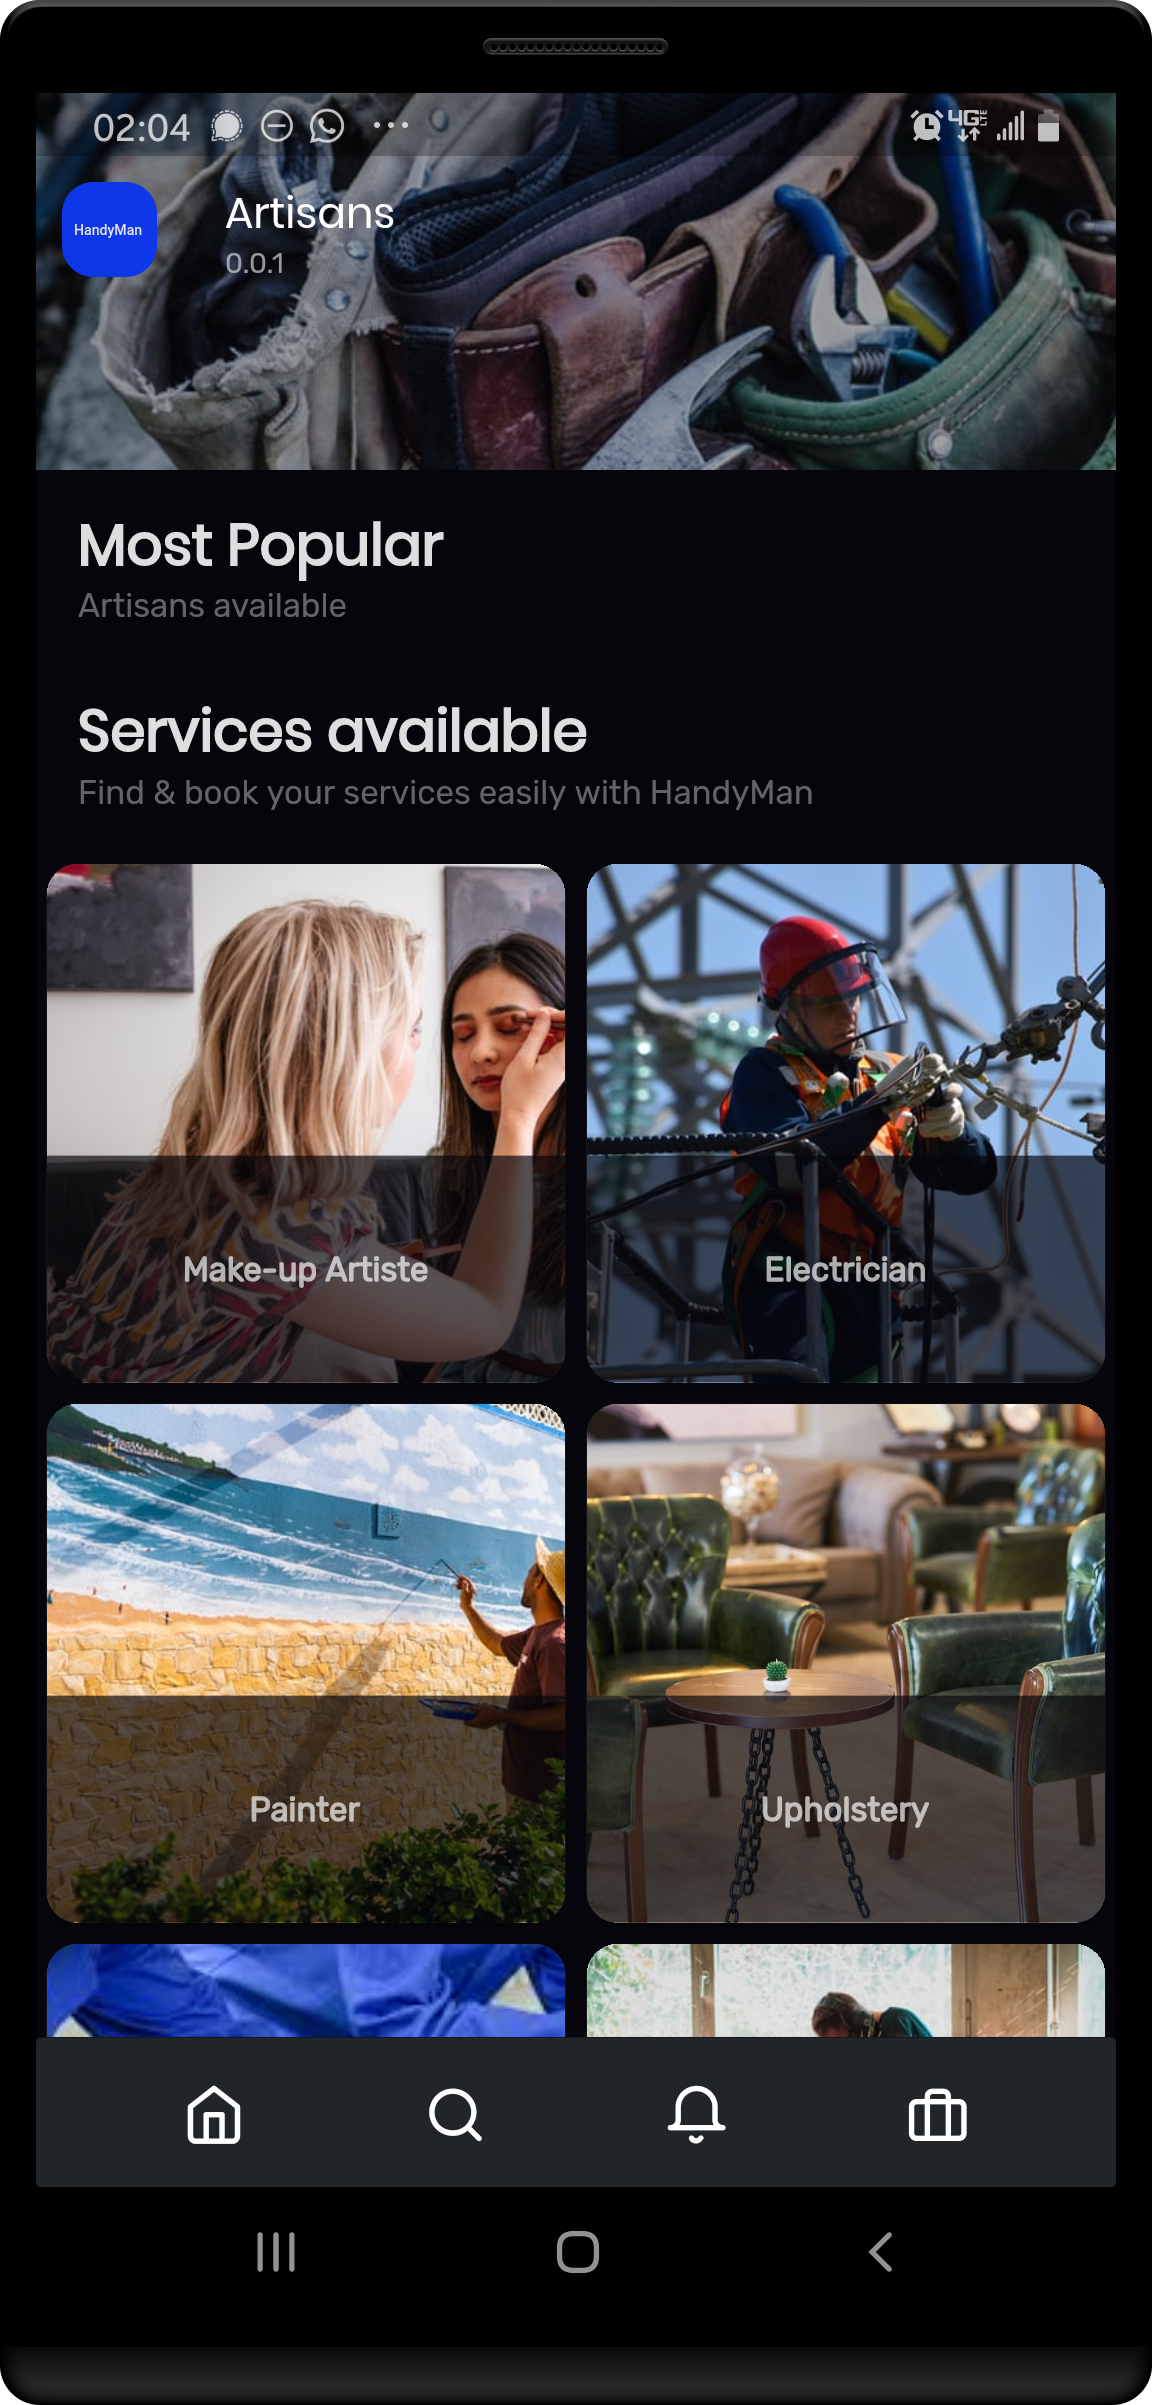 02:04
4G LTE
HandyMan
Artisans
0.0.1
Most Popular
Artisans available
Services available
Find & book your services easily with HandyMan
Make-up Artiste
Electrician
Painter
Upholstery